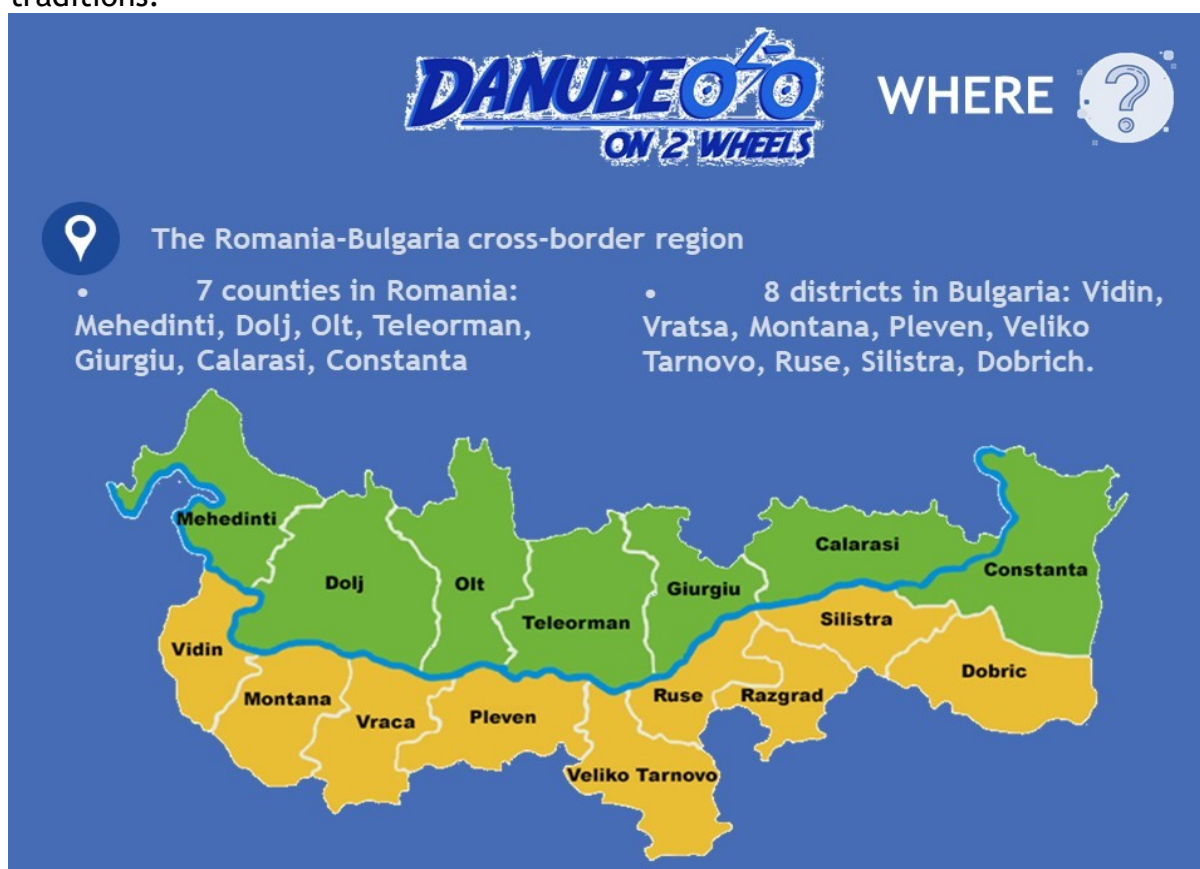 traditions.
DANUBE
ON 2 WHEELS
WHERE ?
The Romania-Bulgaria cross-border region
• 7 counties in Romania:
Mehedinti, Dolj, Olt, Teleorman,
Giurgiu, Calarasi, Constanta
• 8 districts in Bulgaria: Vidin,
Vratsa, Montana, Pleven, Veliko
Tarnovo, Ruse, Silistra, Dobrich.
Mehedinti
Dolj
Olt
Teleorman
Giurgiu
Calarasi
Constanta
Vidin
Montana
Vraca
Pleven
Veliko Tarnovo
Ruse
Razgrad
Silistra
Dobric